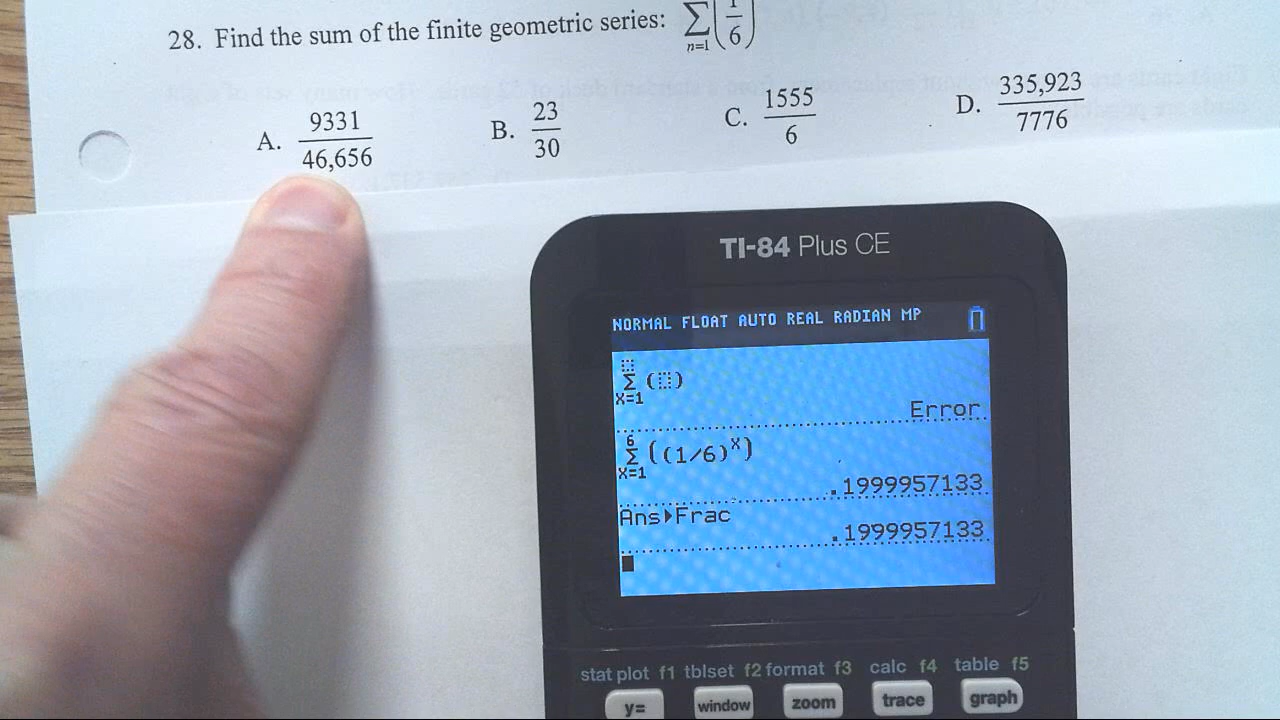 28. Find the sum of the finite geometric series: Σ n=1 (1/6)
A. 9331/46,656 B. 23/30 C. 1555/6 D. 335,923/7776
TI-84 Plus CE
NORMAL FLOAT AUTO REAL RADIAN MP
Σ X=1 (⬚)
Error
6 Σ X=1 ((1/6)^X)
.1999957133
Ans▸Frac
.1999957133
stat plot f1 tblset f2 format f3 calc f4 table f5
y= window zoom trace graph